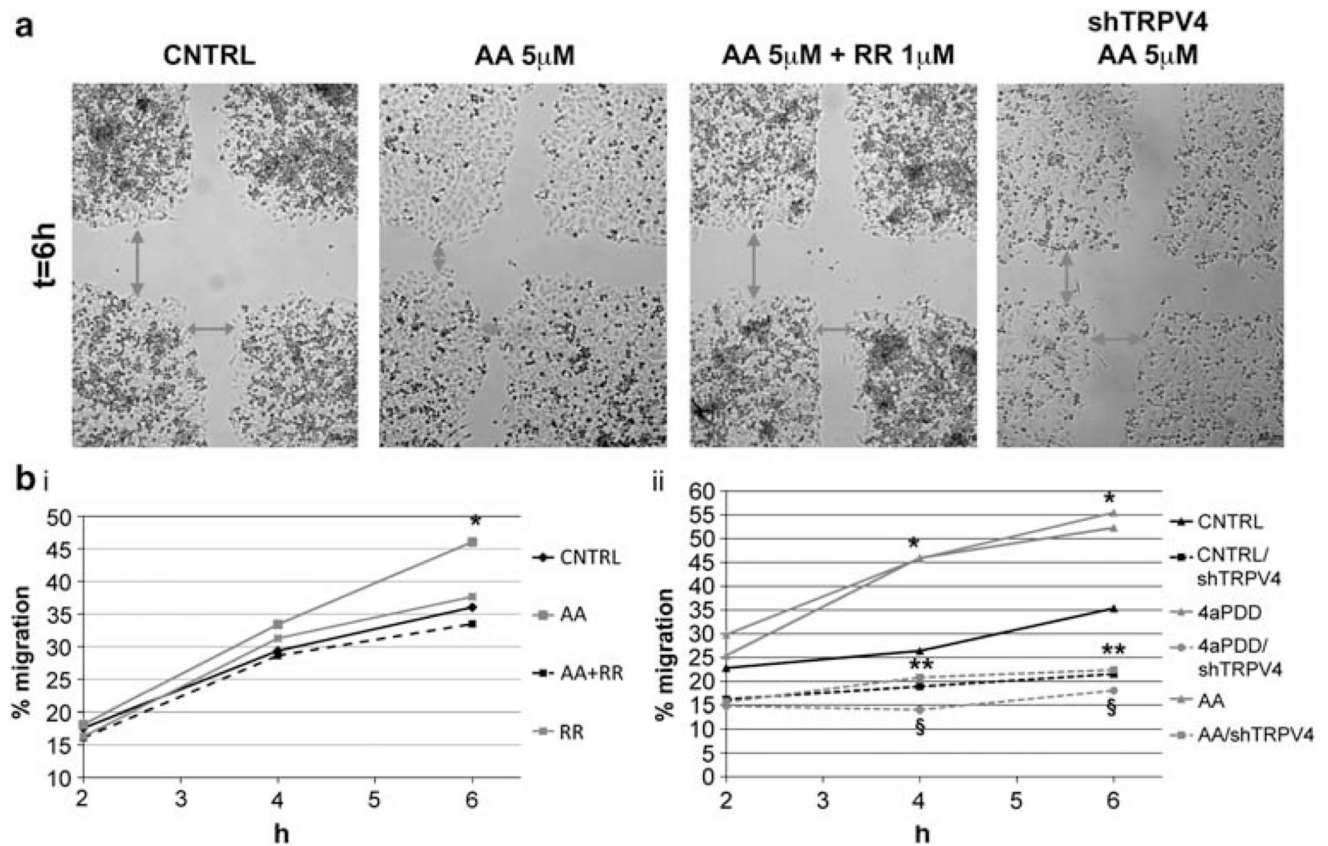 a
CNTRL
AA 5μM
AA 5μM + RR 1μM
shTRPV4
AA 5μM
t=6h
b i
% migration
50
45
40
35
30
25
20
15
10
2
3
4
5
6
h
*
CNTRL
AA
AA+RR
RR
ii
% migration
60
55
50
45
40
35
30
25
20
15
10
5
0
2
3
4
5
6
h
*
*
**
**
§
§
CNTRL
CNTRL/
shTRPV4
4aPDD
4aPDD/
shTRPV4
AA
AA/shTRPV4